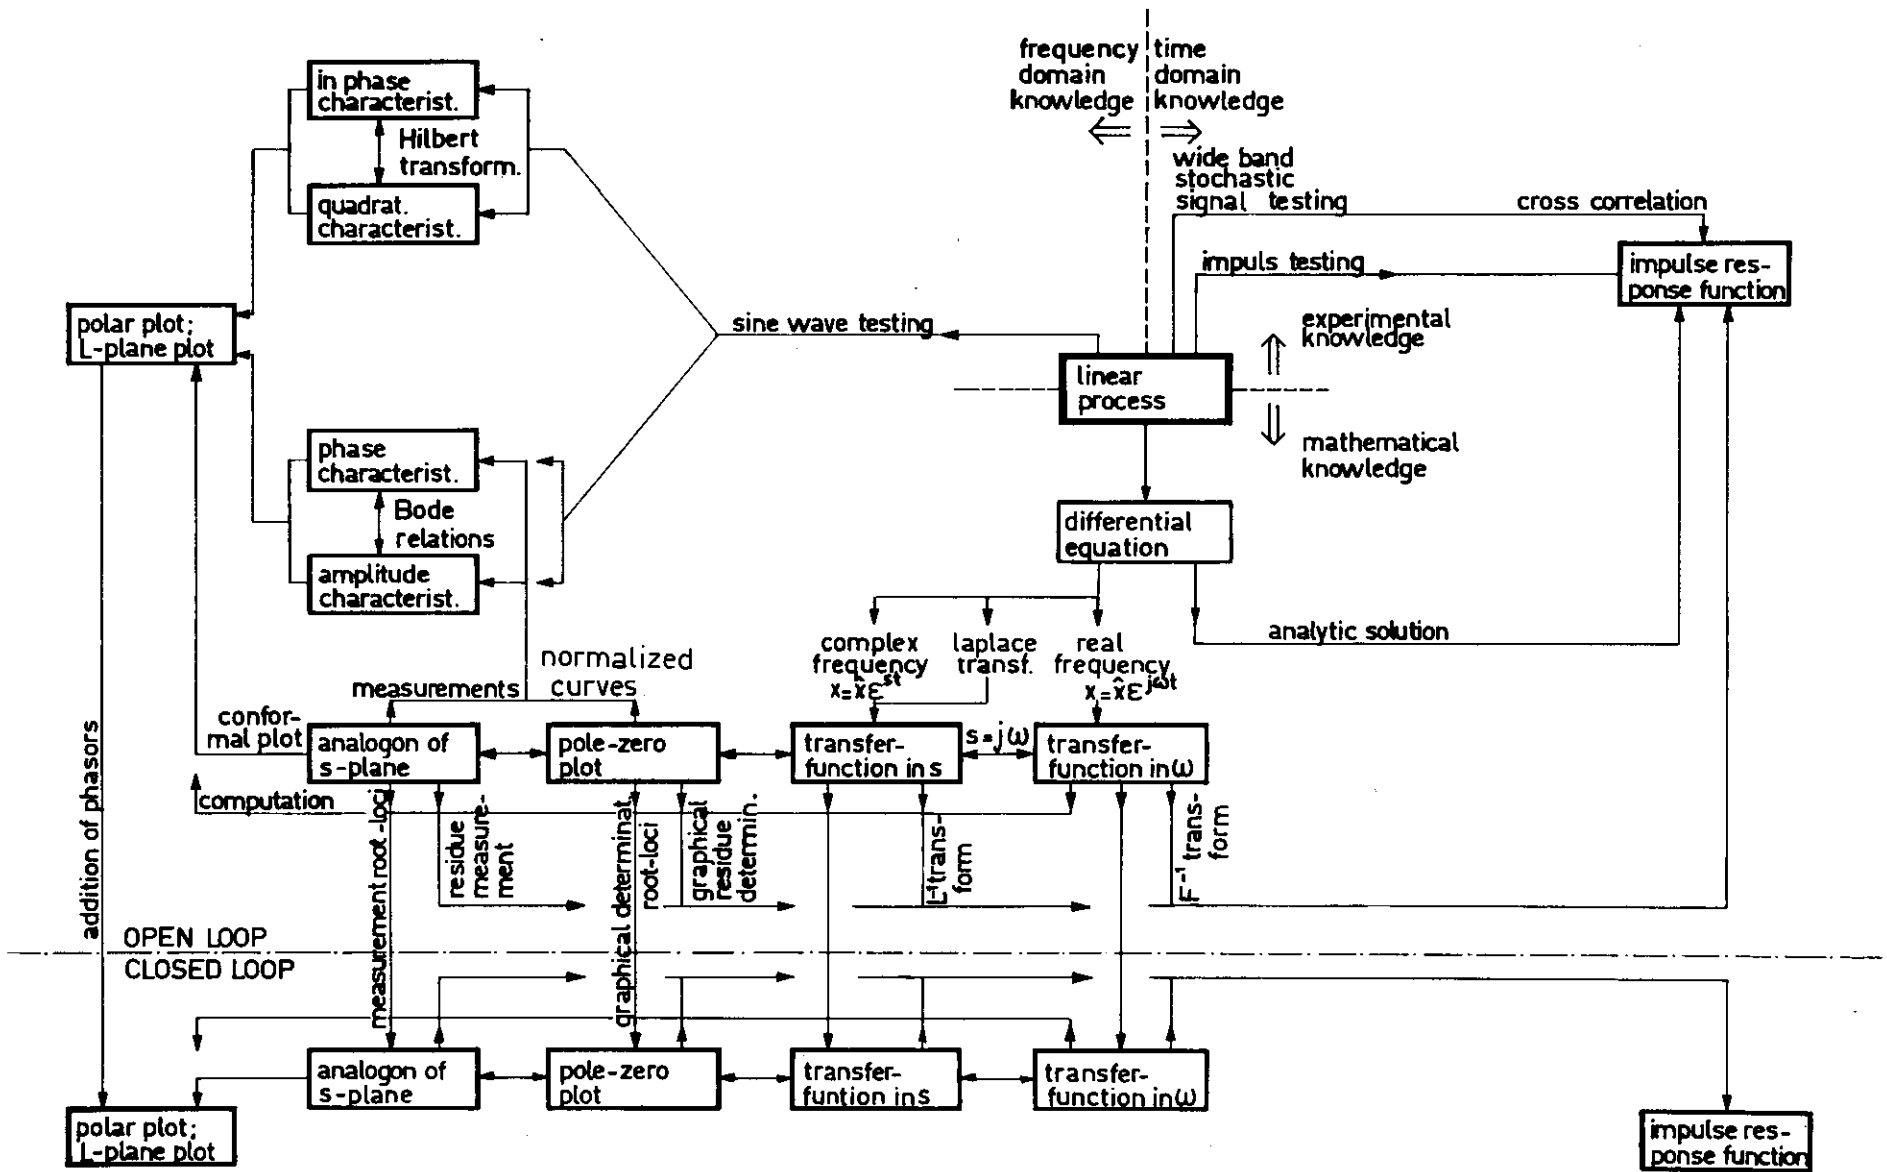 frequency
domain
knowledge
time
domain
knowledge
in phase
characterist.
Hilbert
transform.
quadrat.
characterist.
wide band
stochastic
signal testing
cross correlation
impuls testing
impulse res-
ponse function
polar plot;
L-plane plot
sine wave testing
experimental
knowledge
linear
process
mathematical
knowledge
phase
characterist.
Bode
relations
amplitude
characterist.
differential
equation
analytic solution
complex
frequency
x=x̂ε^st
laplace
transf.
real
frequency
x=x̂ε^jωt
normalized
curves
measurements
confor-
mal plot
analogon of
s-plane
pole-zero
plot
transfer-
function in s
s=jω
transfer-
function in ω
computation
addition of phasors
measurement root-loci
residue
measure-
ment
graphical determinat.
root-loci
graphical
residue
determin.
L⁻¹trans-
form
F⁻¹ trans-
form
OPEN LOOP
CLOSED LOOP
analogon of
s-plane
pole-zero
plot
transfer-
funtion in s
transfer-
function in ω
polar plot;
L-plane plot
impulse res-
ponse function